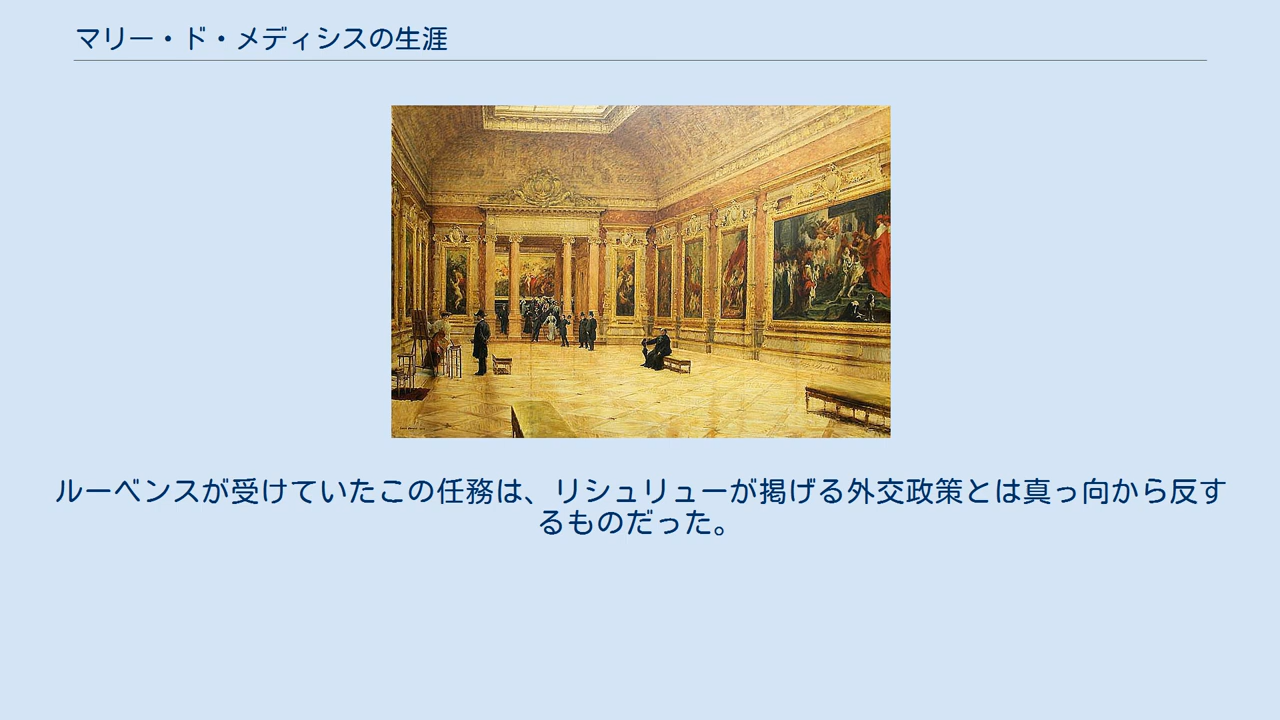 マリー・ド・メディシスの生涯
ルーベンスが受けていたこの任務は、リシュリューが掲げる外交政策とは真っ向から反す
るものだった。